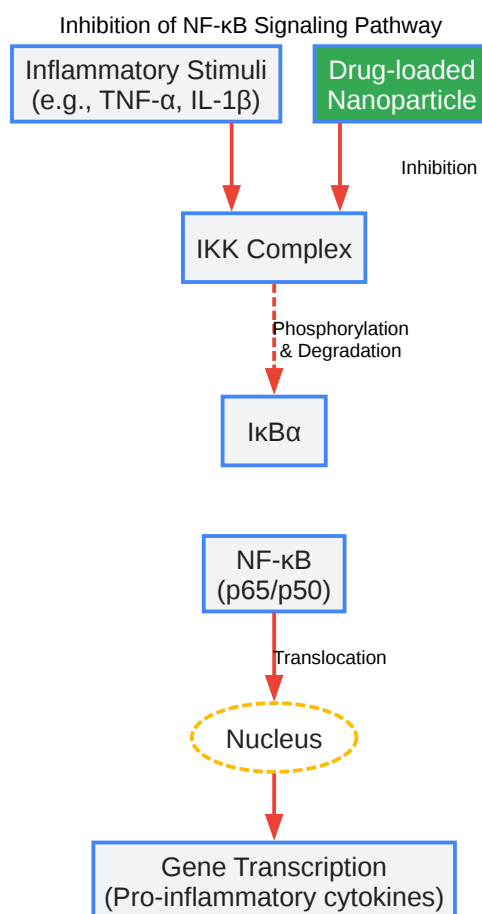 Inhibition of NF-κB Signaling Pathway
Inflammatory Stimuli
(e.g., TNF-α, IL-1β)
Drug-loaded
Nanoparticle
Inhibition
IKK Complex
Phosphorylation
& Degradation
IκBα
NF-κB
(p65/p50)
Translocation
Nucleus
Gene Transcription
(Pro-inflammatory cytokines)